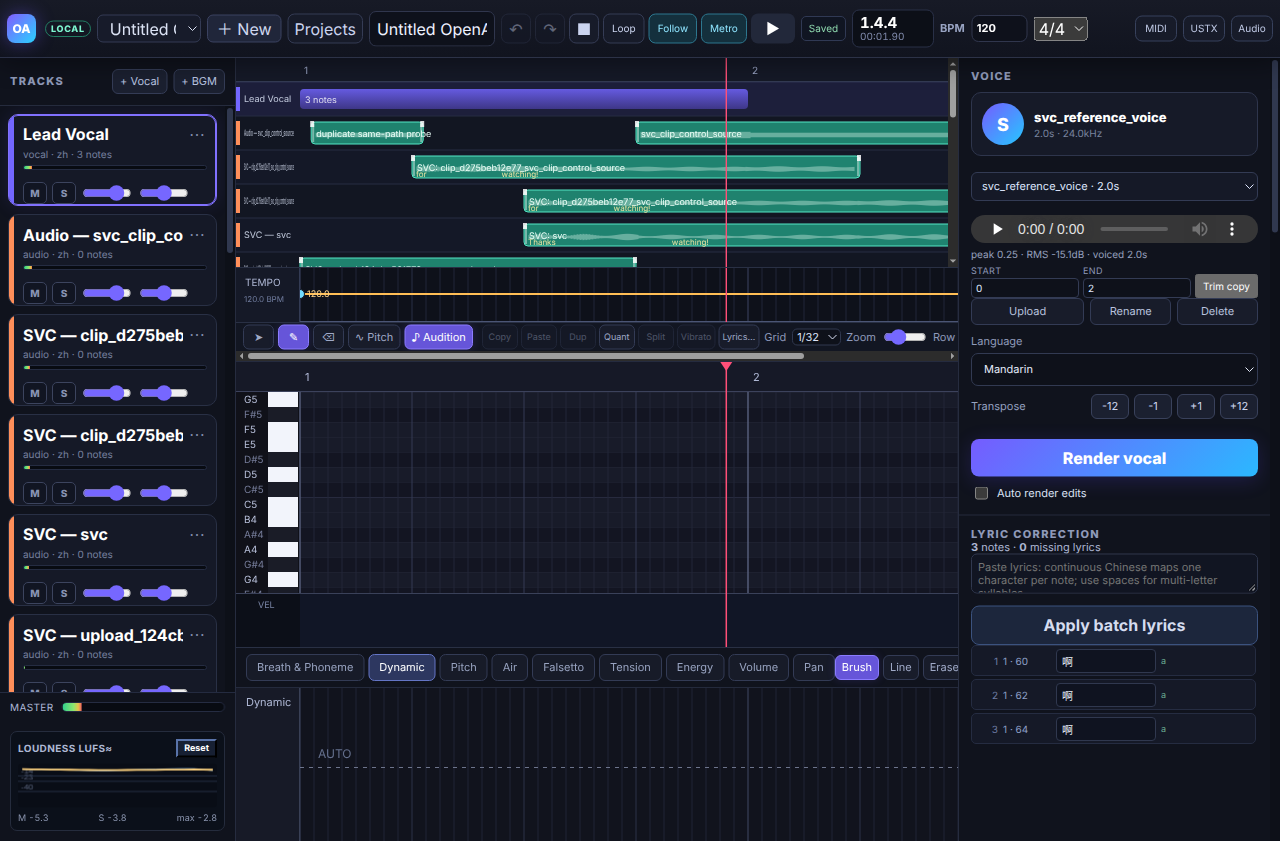 OA LOCAL Untitled ( + New Projects Untitled OpenA Loop Follow Metro Saved 1.4.4 00:01.90 BPM 120 4/4 MIDI USTX Audio
TRACKS + Vocal + BGM
Lead Vocal ...
vocal · zh · 3 notes
M S
Audio — svc_clip_co ...
audio · zh · 0 notes
M S
SVC — clip_d275beb ...
audio · zh · 0 notes
M S
SVC — clip_d275beb ...
audio · zh · 0 notes
M S
SVC — svc ...
audio · zh · 0 notes
M S
SVC — upload_124cb ...
audio · zh · 0 notes
M S
MASTER
LOUDNESS LUFS≈ Reset
-40
M -5.3 S -3.8 max -2.8
1 2
Lead Vocal 3 notes
Audio — svc_clip_control_source duplicate same-path probe svc_clip_control_source
SVC: clip_d275beb12e77_svc_clip_control_source
for watching!
SVC: clip_d275beb12e77_svc_clip_control_source
for watching!
SVC — svc SVC: svc
Thanks watching!
TEMPO
120.0 BPM
120.0
Pitch Audition Copy Paste Dup Quant Split Vibrato Lyrics... Grid 1/32 Zoom Row
1 2
G5
F#5
F5
E5
D#5
D5
C#5
C5
B4
A#4
A4
G#4
G4
F#4
VEL
Breath & Phoneme Dynamic Pitch Air Falsetto Tension Energy Volume Pan Brush Line Erase
Dynamic
AUTO
VOICE
S svc_reference_voice
2.0s · 24.0kHz
svc_reference_voice · 2.0s
0:00 / 0:00
peak 0.25 · RMS -15.1dB · voiced 2.0s
START END
0 2 Trim copy
Upload Rename Delete
Language
Mandarin
Transpose -12 -1 +1 +12
Render vocal
Auto render edits
LYRIC CORRECTION
3 notes · 0 missing lyrics
Paste lyrics: continuous Chinese maps one
character per note; use spaces for multi-letter
syllables.
Apply batch lyrics
1 1 · 60 啊 a
2 1 · 62 啊 a
3 1 · 64 啊 a